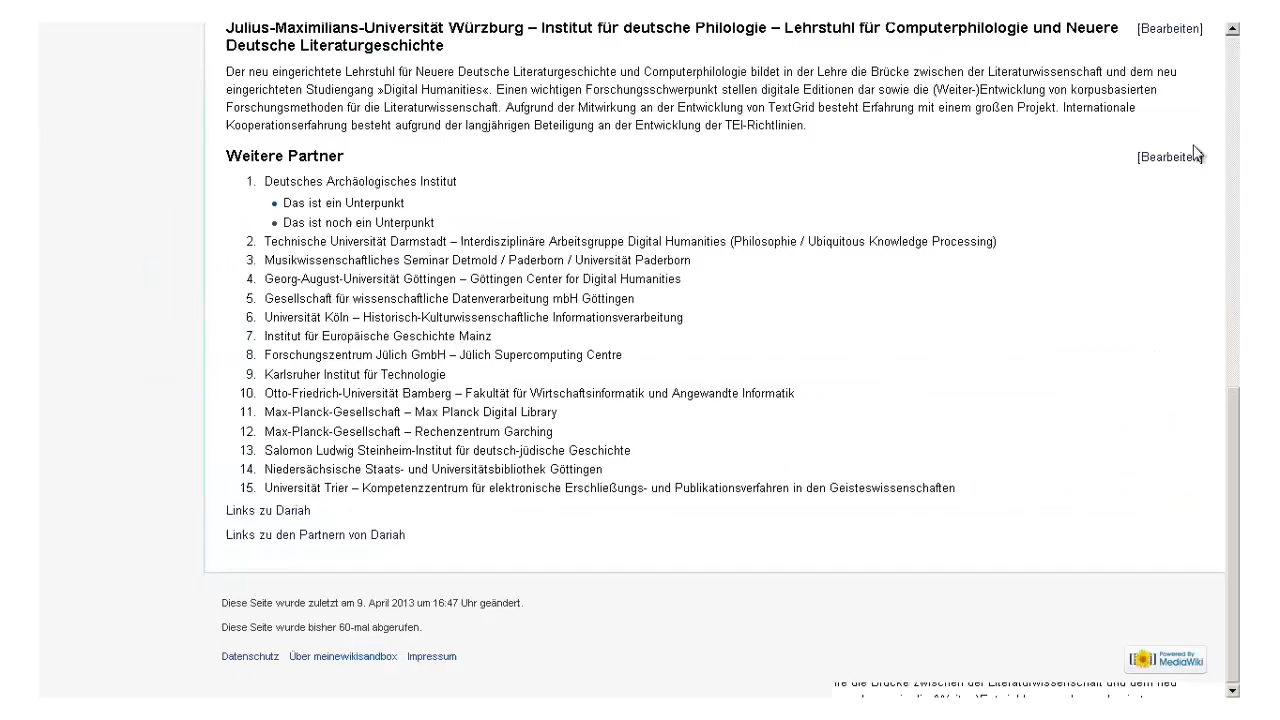 Julius-Maximilians-Universität Würzburg – Institut für deutsche Philologie – Lehrstuhl für Computerphilologie und Neuere [Bearbeiten]
Deutsche Literaturgeschichte
Der neu eingerichtete Lehrstuhl für Neuere Deutsche Literaturgeschichte und Computerphilologie bildet in der Lehre die Brücke zwischen der Literaturwissenschaft und dem neu
eingerichteten Studiengang »Digital Humanities«. Einen wichtigen Forschungsschwerpunkt stellen digitale Editionen dar sowie die (Weiter-)Entwicklung von korpusbasierten
Forschungsmethoden für die Literaturwissenschaft. Aufgrund der Mitwirkung an der Entwicklung von TextGrid besteht Erfahrung mit einem großen Projekt. Internationale
Kooperationserfahrung besteht aufgrund der langjährigen Beteiligung an der Entwicklung der TEI-Richtlinien.
Weitere Partner [Bearbeiten]
1. Deutsches Archäologisches Institut
• Das ist ein Unterpunkt
• Das ist noch ein Unterpunkt
2. Technische Universität Darmstadt – Interdisziplinäre Arbeitsgruppe Digital Humanities (Philosophie / Ubiquitous Knowledge Processing)
3. Musikwissenschaftliches Seminar Detmold / Paderborn / Universität Paderborn
4. Georg-August-Universität Göttingen – Göttingen Center for Digital Humanities
5. Gesellschaft für wissenschaftliche Datenverarbeitung mbH Göttingen
6. Universität Köln – Historisch-Kulturwissenschaftliche Informationsverarbeitung
7. Institut für Europäische Geschichte Mainz
8. Forschungszentrum Jülich GmbH – Jülich Supercomputing Centre
9. Karlsruher Institut für Technologie
10. Otto-Friedrich-Universität Bamberg – Fakultät für Wirtschaftsinformatik und Angewandte Informatik
11. Max-Planck-Gesellschaft – Max Planck Digital Library
12. Max-Planck-Gesellschaft – Rechenzentrum Garching
13. Salomon Ludwig Steinheim-Institut für deutsch-jüdische Geschichte
14. Niedersächsische Staats- und Universitätsbibliothek Göttingen
15. Universität Trier – Kompetenzzentrum für elektronische Erschließungs- und Publikationsverfahren in den Geisteswissenschaften
Links zu Dariah
Links zu den Partnern von Dariah
Diese Seite wurde zuletzt am 9. April 2013 um 16:47 Uhr geändert.
Diese Seite wurde bisher 60-mal abgerufen.
Datenschutz Über meinewikisandbox Impressum
Powered By
MediaWiki
die Brücke zwischen der Literaturwissenschaft und dem neu